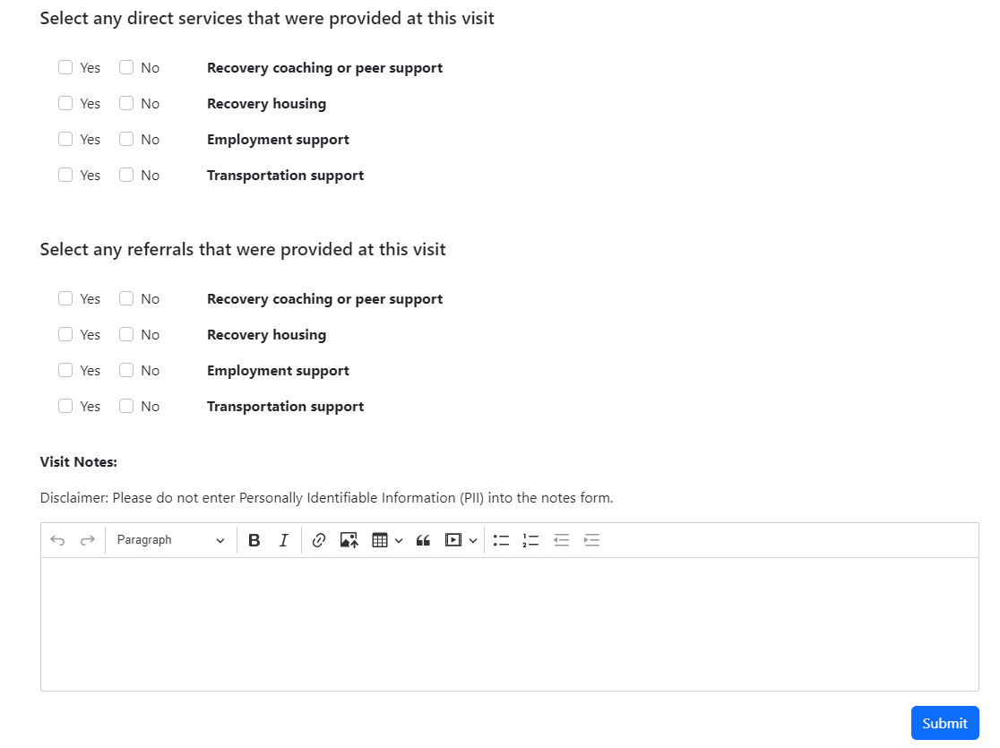 Select any direct services that were provided at this visit
Yes No Recovery coaching or peer support
Yes No Recovery housing
Yes No Employment support
Yes No Transportation support
Select any referrals that were provided at this visit
Yes No Recovery coaching or peer support
Yes No Recovery housing
Yes No Employment support
Yes No Transportation support
Visit Notes:
Disclaimer: Please do not enter Personally Identifiable Information (PII) into the notes form.
Paragraph B I
Submit